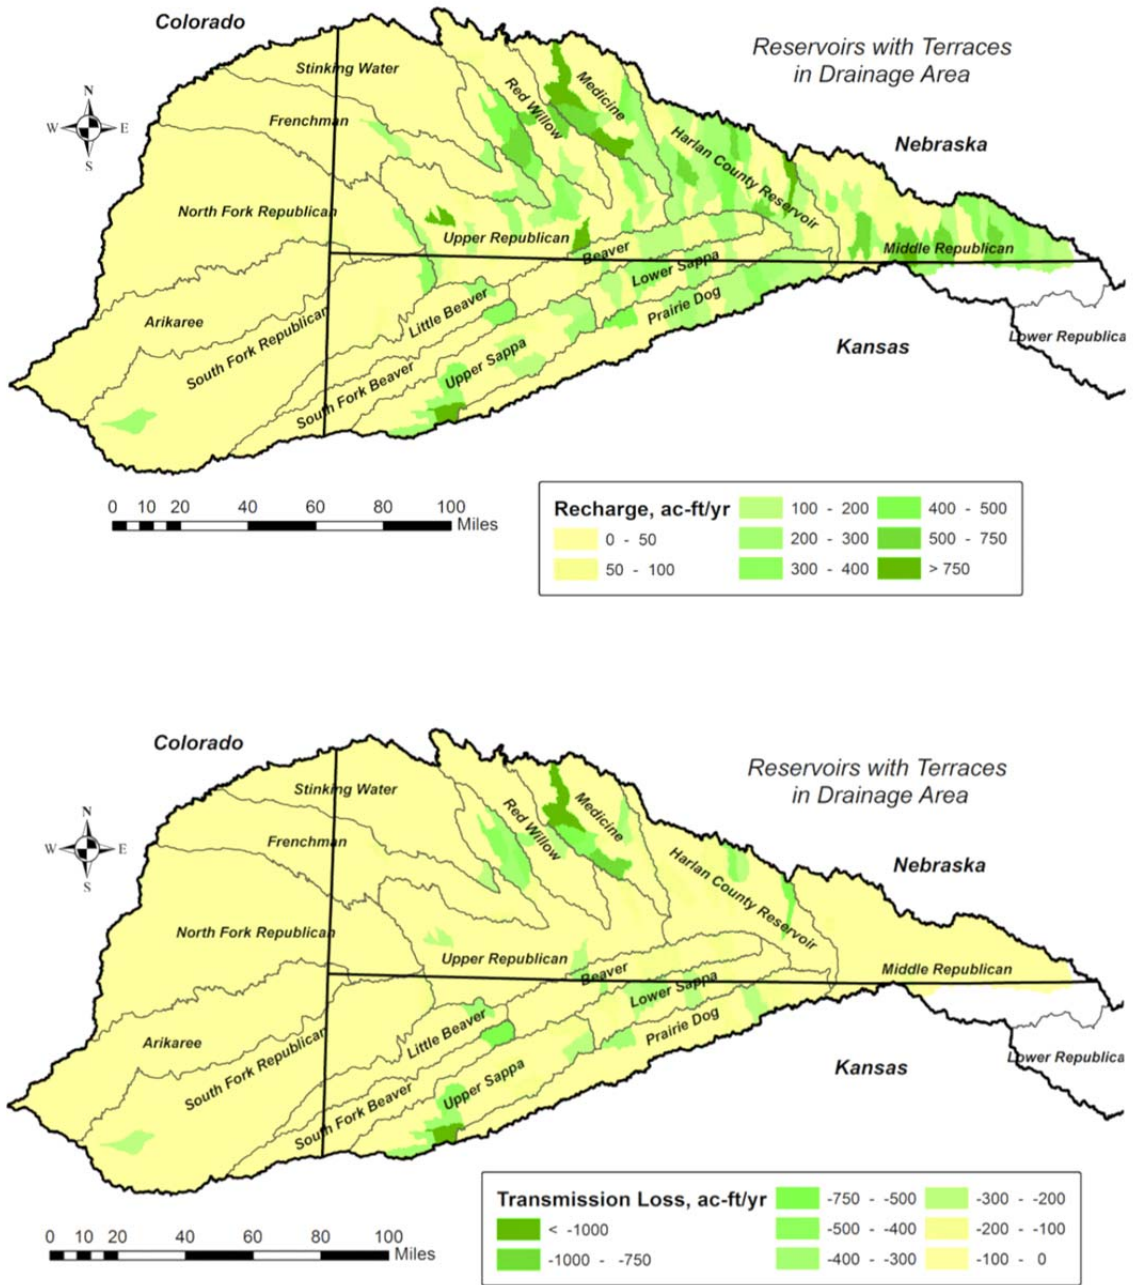 Colorado
Reservoirs with Terraces
in Drainage Area
Stinking Water
Red Willow
Medicine
N
W E
S
Frenchman
Harlan County Reservoir
Nebraska
North Fork Republican
Upper Republican
Beaver
Middle Republican
Lower Sappa
Little Beaver
Prairie Dog
Arikaree
South Fork Republican
Lower Republica
Kansas
Upper Sappa
South Fork Beaver
0 10 20 40 60 80 100
Miles
Recharge, ac-ft/yr
0 - 50
50 - 100
100 - 200
200 - 300
300 - 400
400 - 500
500 - 750
> 750
Colorado
Reservoirs with Terraces
in Drainage Area
Stinking Water
Red Willow
Medicine
N
W E
S
Frenchman
Harlan County Reservoir
Nebraska
North Fork Republican
Upper Republican
Beaver
Middle Republican
Lower Sappa
Little Beaver
Prairie Dog
Arikaree
South Fork Republican
Lower Republica
Kansas
Upper Sappa
South Fork Beaver
0 10 20 40 60 80 100
Miles
Transmission Loss, ac-ft/yr
< -1000
-1000 - -750
-750 - -500
-500 - -400
-400 - -300
-300 - -200
-200 - -100
-100 - 0